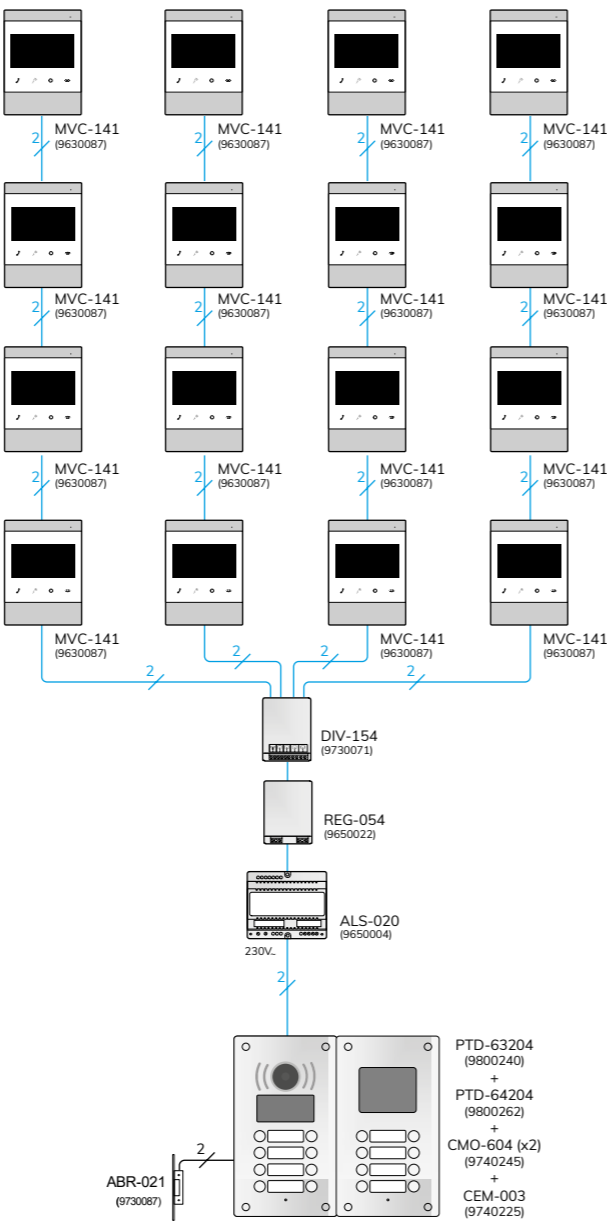 2 MVC-141 2 MVC-141 2 MVC-141 2 MVC-141
(9630087) (9630087) (9630087) (9630087)
2 MVC-141 2 MVC-141 2 MVC-141 2 MVC-141
(9630087) (9630087) (9630087) (9630087)
2 MVC-141 2 MVC-141 2 MVC-141 2 MVC-141
(9630087) (9630087) (9630087) (9630087)
MVC-141 MVC-141 MVC-141
(9630087) (9630087) (9630087)
2 2 2 2
DIV-154
(9730071)
REG-054
(9650022)
ALS-020
(9650004)
230V~
2
PTD-63204
(9800240)
+
PTD-64204
(9800262)
+
CMO-604 (x2)
(9740245)
+
CEM-003
(9740225)
2
ABR-021
(9730087)